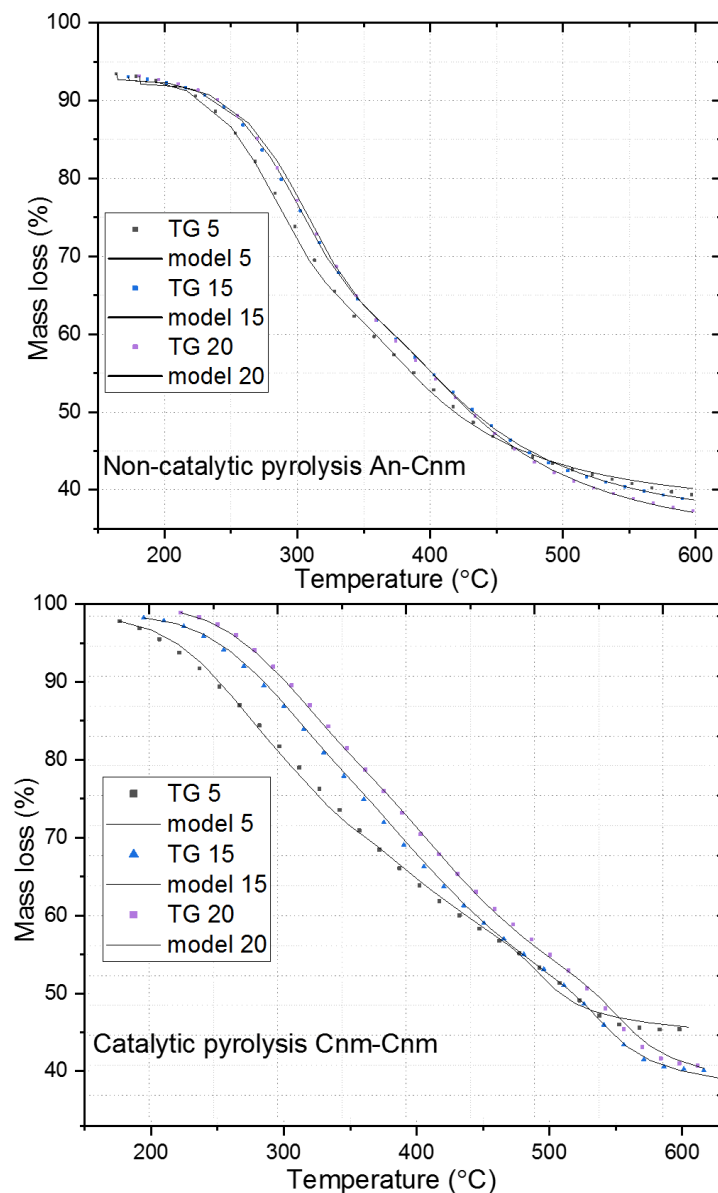 100
90
80
70
60
50
40
Mass loss (%)
TG 5
model 5
TG 15
model 15
TG 20
model 20
Non-catalytic pyrolysis An-Cnm
200
300
400
500
600
Temperature (°C)
100
90
80
70
60
50
40
Mass loss (%)
TG 5
model 5
TG 15
model 15
TG 20
model 20
Catalytic pyrolysis Cnm-Cnm
200
300
400
500
600
Temperature (°C)